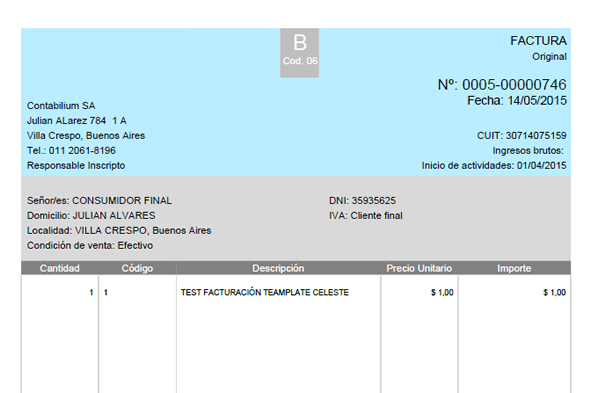 B
Cod. 06
FACTURA
Original
Nº: 0005-00000746
Fecha: 14/05/2015
Contabilium SA
Julian ALarez 784 1 A
Villa Crespo, Buenos Aires
Tel.: 011 2061-8196
Responsable Inscripto
CUIT: 30714075159
Ingresos brutos:
Inicio de actividades: 01/04/2015
Señor/es: CONSUMIDOR FINAL
Domicilio: JULIAN ALVARES
Localidad: VILLA CRESPO, Buenos Aires
Condición de venta: Efectivo
DNI: 35935625
IVA: Cliente final
Cantidad Código Descripción Precio Unitario Importe
1 1 TEST FACTURACIÓN TEAMPLATE CELESTE $ 1,00 $ 1,00